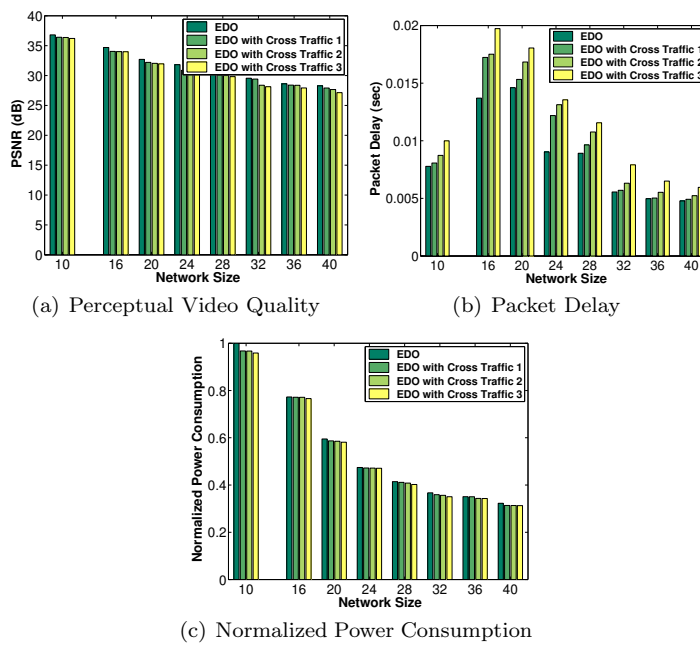 40
35
30
25
20
15
10
5
0
PSNR (dB)
EDO
EDO with Cross Traffic 1
EDO with Cross Traffic 2
EDO with Cross Traffic 3
10 16 20 24 28 32 36 40
Network Size
(a) Perceptual Video Quality
0.02
0.015
0.01
0.005
0
Packet Delay (sec)
EDO
EDO with Cross Traffic 1
EDO with Cross Traffic 2
EDO with Cross Traffic 3
10 16 20 24 28 32 36 40
Network Size
(b) Packet Delay
1
0.8
0.6
0.4
0.2
0
Normalized Power Consumption
EDO
EDO with Cross Traffic 1
EDO with Cross Traffic 2
EDO with Cross Traffic 3
10 16 20 24 28 32 36 40
Network Size
(c) Normalized Power Consumption